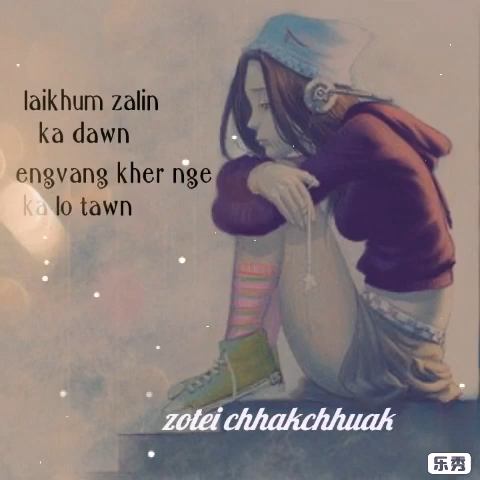 laikhum zalin
ka dawn
engvang kher nge
ka lo tawn
zotei chhakchhuak
乐秀